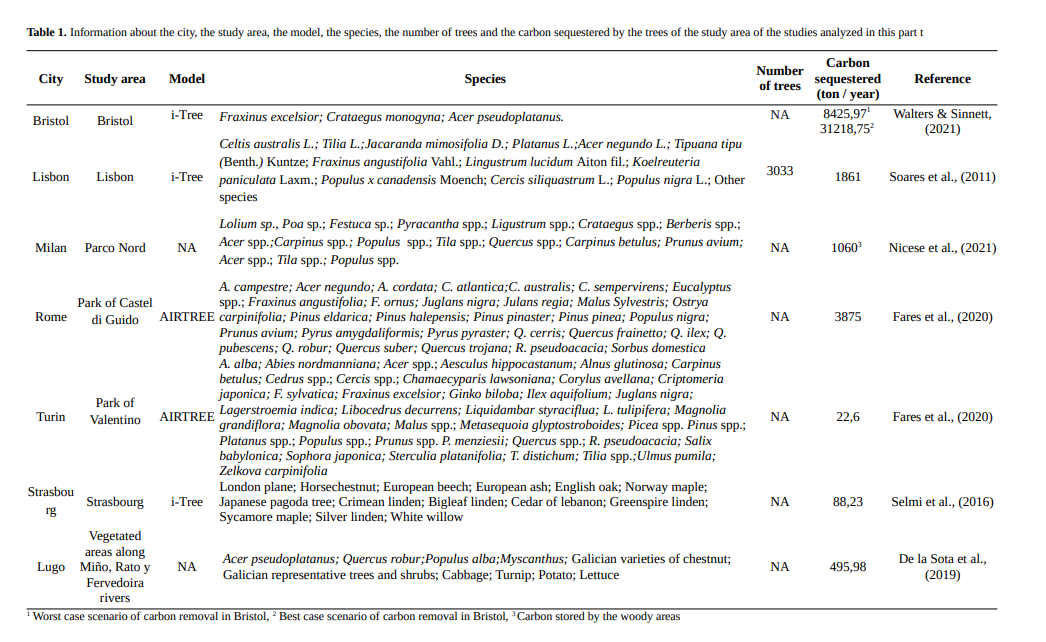 Table 1. Information about the city, the study area, the model, the species, the number of trees and the carbon sequestered by the trees of the study area of the studies analyzed in this part t
City Study area Model Species Number of trees Carbon sequestered (ton / year) Reference
Bristol Bristol i-Tree Fraxinus excelsior; Crataegus monogyna; Acer pseudoplatanus. NA 8425,97¹
31218,75² Walters & Sinnett,
(2021)
Lisbon Lisbon i-Tree Celtis australis L.; Tilia L.;Jacaranda mimosifolia D.; Platanus L.;Acer negundo L.; Tipuana tipu
(Benth.) Kuntze; Fraxinus angustifolia Vahl.; Lingustrum lucidum Aiton fil.; Koelreuteria
paniculata Laxm.; Populus x canadensis Moench; Cercis siliquastrum L.; Populus nigra L.; Other
species
3033 1861 Soares et al., (2011)
Milan Parco Nord NA Lolium sp., Poa sp.; Festuca sp.; Pyracantha spp.; Ligustrum spp.; Crataegus spp.; Berberis spp.;
Acer spp.;Carpinus spp.; Populus spp.; Tila spp.; Quercus spp.; Carpinus betulus; Prunus avium;
Acer spp.; Tila spp.; Populus spp.
NA 1060³ Nicese et al., (2021)
Rome Park of Castel
di Guido AIRTREE A. campestre; Acer negundo; A. cordata; C. atlantica;C. australis; C. sempervirens; Eucalyptus
spp.; Fraxinus angustifolia; F. ornus; Juglans nigra; Julans regia; Malus Sylvestris; Ostrya
carpinifolia; Pinus eldarica; Pinus halepensis; Pinus pinaster; Pinus pinea; Populus nigra;
Prunus avium; Pyrus amygdaliformis; Pyrus pyraster; Q. cerris; Quercus frainetto; Q. ilex; Q.
pubescens; Q. robur; Quercus suber; Quercus trojana; R. pseudoacacia; Sorbus domestica
NA 3875 Fares et al., (2020)
Turin Park of
Valentino AIRTREE A. alba; Abies nordmanniana; Acer spp.; Aesculus hippocastanum; Alnus glutinosa; Carpinus
betulus; Cedrus spp.; Cercis spp.; Chamaecyparis lawsoniana; Corylus avellana; Criptomeria
japonica; F. sylvatica; Fraxinus excelsior; Ginko biloba; Ilex aquifolium; Juglans nigra;
Lagerstroemia indica; Libocedrus decurrens; Liquidambar styraciflua; L. tulipifera; Magnolia
grandiflora; Magnolia obovata; Malus spp.; Metasequoia glyptostroboides; Picea spp. Pinus spp.;
Platanus spp.; Populus spp.; Prunus spp. P. menziesii; Quercus spp.; R. pseudoacacia; Salix
babylonica; Sophora japonica; Sterculia platanifolia; T. distichum; Tilia spp.;Ulmus pumila;
Zelkova carpinifolia
NA 22,6 Fares et al., (2020)
Strasbou
rg Strasbourg i-Tree London plane; Horsechestnut; European beech; European ash; English oak; Norway maple;
Japanese pagoda tree; Crimean linden; Bigleaf linden; Cedar of lebanon; Greenspire linden;
Sycamore maple; Silver linden; White willow
NA 88,23 Selmi et al., (2016)
Lugo Vegetated
areas along
Miño, Rato y
Fervedoira
rivers NA Acer pseudoplatanus; Quercus robur;Populus alba;Myscanthus; Galician varieties of chestnut;
Galician representative trees and shrubs; Cabbage; Turnip; Potato; Lettuce
NA 495,98 De la Sota et al.,
(2019)
¹ Worst case scenario of carbon removal in Bristol, ² Best case scenario of carbon removal in Bristol, ³ Carbon stored by the woody areas